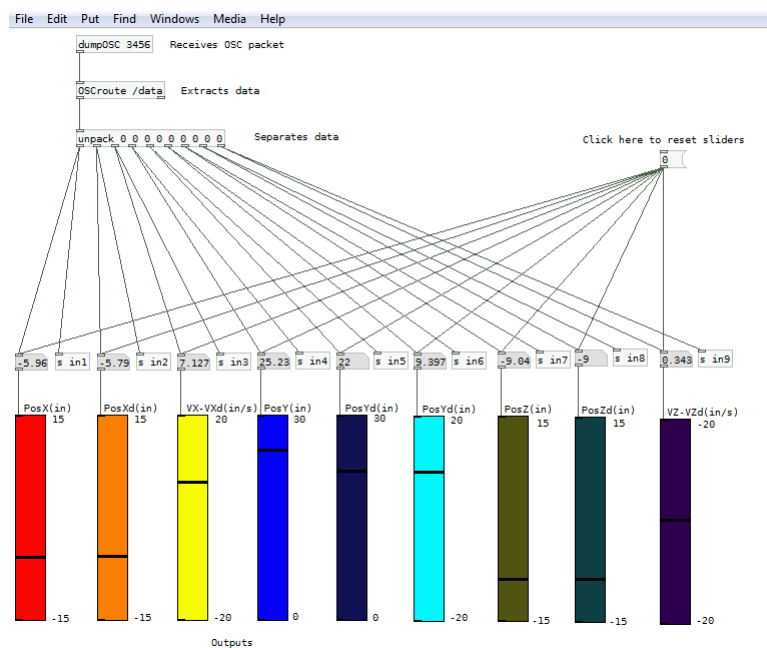 File Edit Put Find Windows Media Help
dumpOSC 3456 Receives OSC packet
OSCroute /data Extracts data
unpack 0 0 0 0 0 0 0 0 0 Separates data
Click here to reset sliders
0
-5.96 s in1 -5.79 s in2 7.127 s in3 25.23 s in4 22 s in5 9.397 s in6 -9.04 s in7 -9 s in8 0.343 s in9
PosX(in) PosXd(in) VX-VXd(in/s) PosY(in) PosYd(in) PosYd(in) PosZ(in) PosZd(in) VZ-VZd(in/s)
15 15 20 30 30 20 15 15 -20
-15 -15 -20 0 0 -20 -15 -15 -20
Outputs